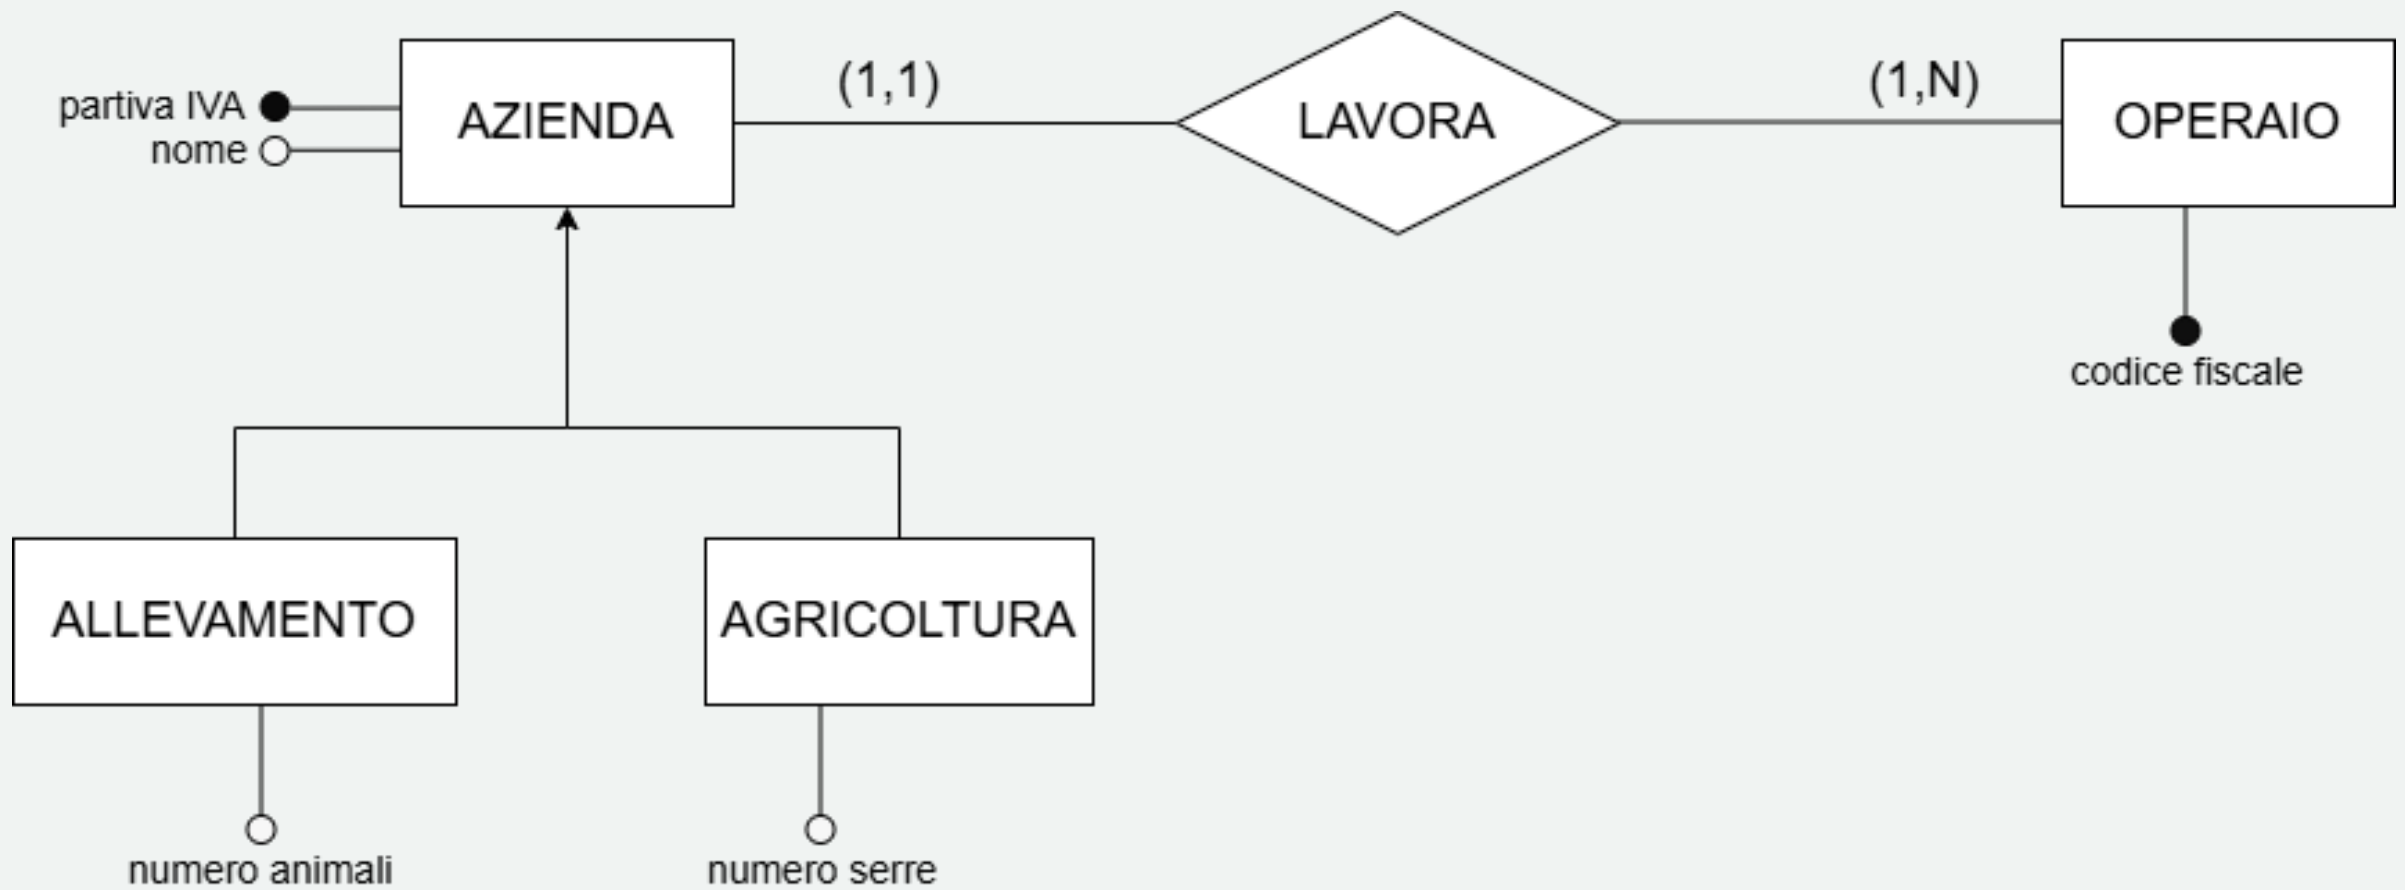 partiva IVA
nome
AZIENDA
(1,1)
LAVORA
(1,N)
OPERAIO
codice fiscale
ALLEVAMENTO
AGRICOLTURA
numero animali
numero serre